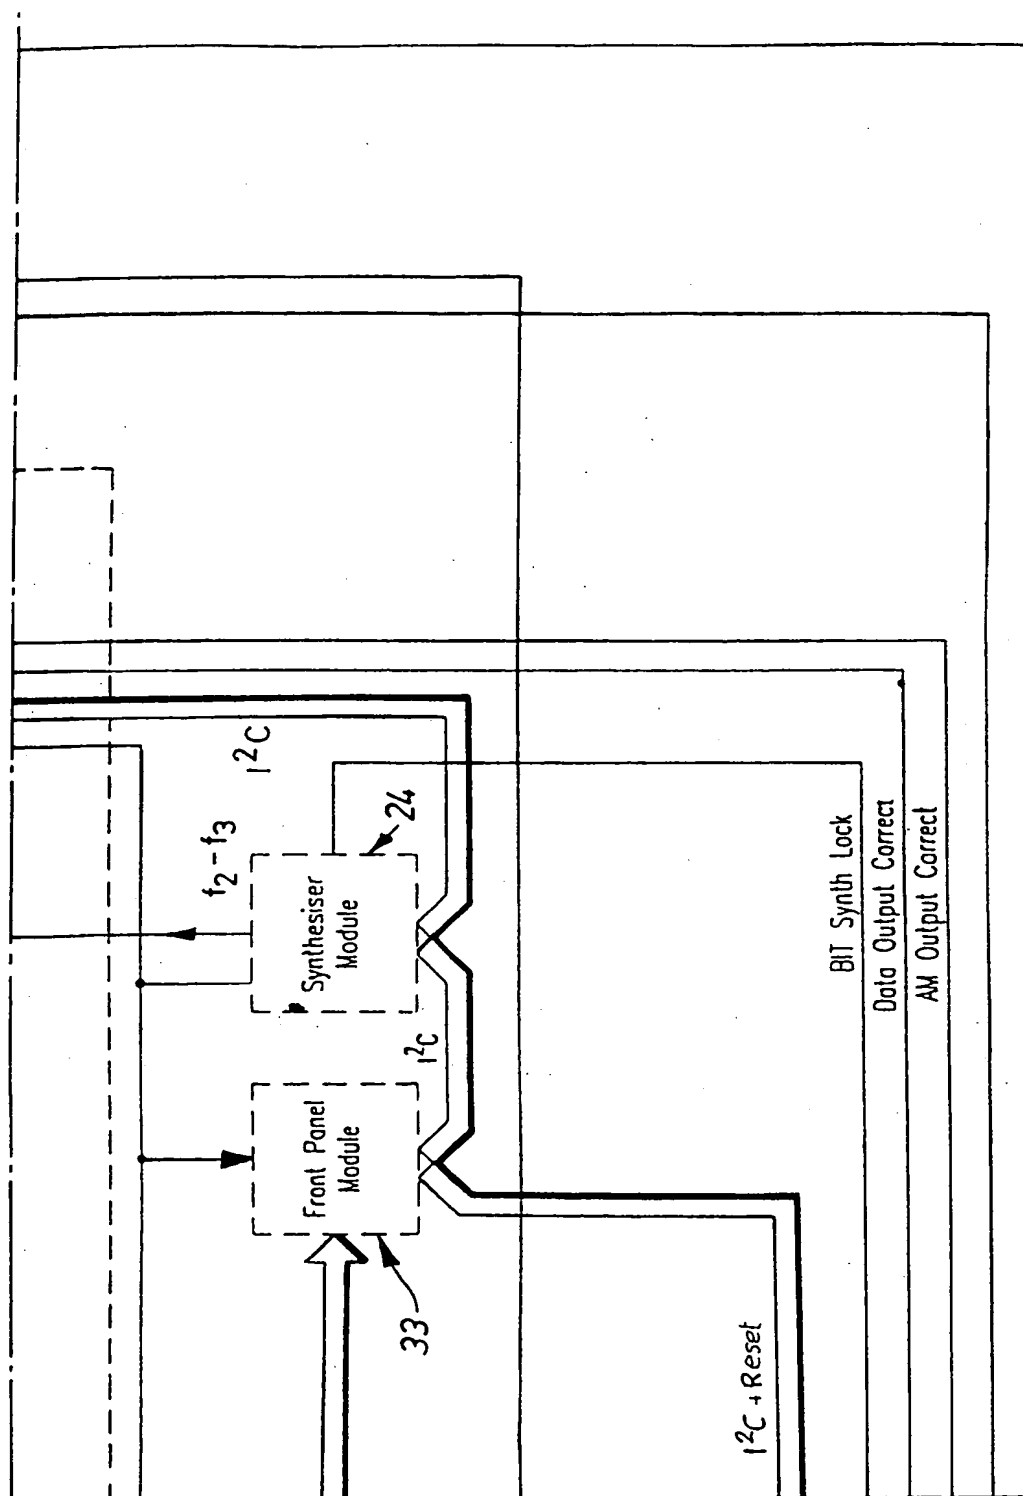 I²C
f₂-f₃
24
Synthesiser
Module
I²C
Front Panel
Module
33
I²C + Reset
BIT Synth Lock
Data Output Correct
AM Output Correct